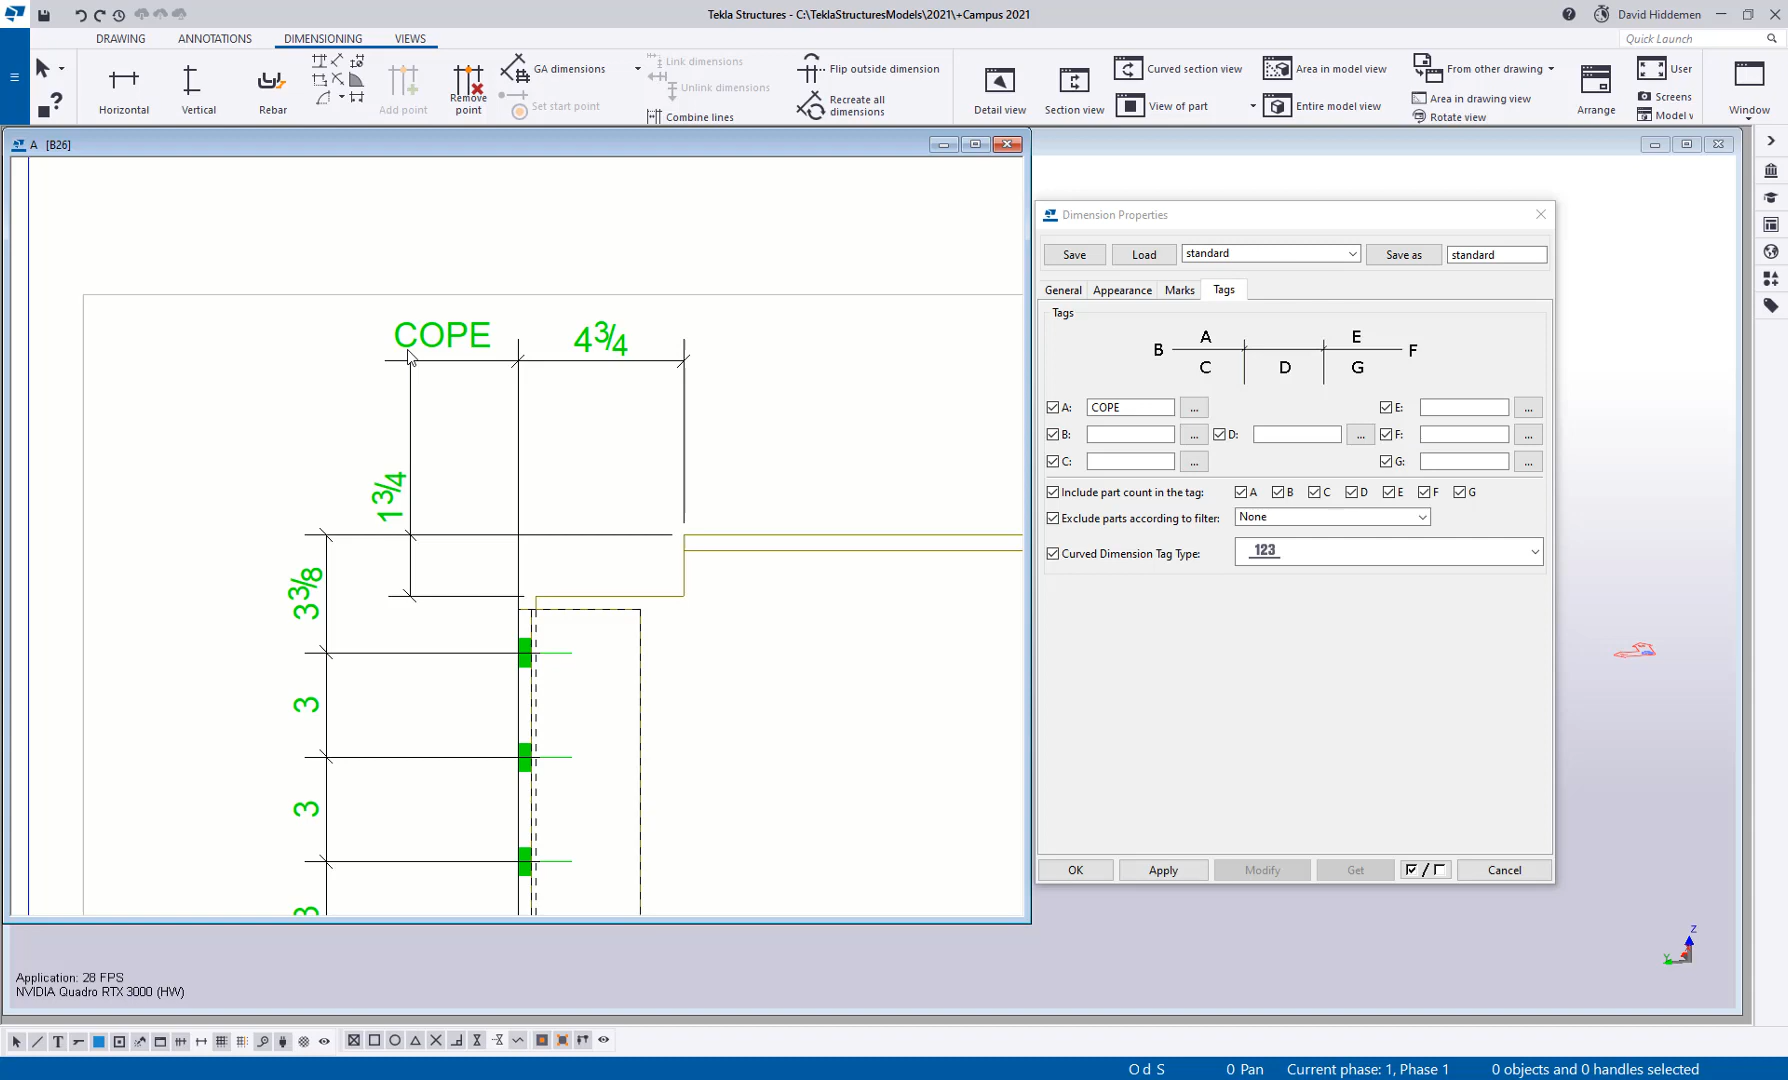 Tekla Structures - C:\TeklaStructuresModels\2021\+Campus 2021
David Hiddemen
DRAWING ANNOTATIONS DIMENSIONING VIEWS
Quick Launch
Horizontal
Vertical
Rebar
Add point
Remove point
GA dimensions
Set start point
Link dimensions
Unlink dimensions
Combine lines
Flip outside dimension
Recreate all dimensions
Detail view
Section view
Curved section view
View of part
Area in model view
Entire model view
From other drawing
Area in drawing view
Rotate view
Arrange
User
Screens
Model v
Window
A [B26]
COPE
4 3/4
1 3/4
3 3/8
3
3
3
Dimension Properties
Save Load standard Save as standard
General Appearance Marks Tags
Tags
A E
B F
C D G
A: COPE ... E: ...
B: ... D: ... F: ...
C: ... G: ...
Include part count in the tag: A B C D E F G
Exclude parts according to filter: None
Curved Dimension Tag Type: 123
OK Apply Modify Get / Cancel
Z
Y
Application: 28 FPS
NVIDIA Quadro RTX 3000 (HW)
O d S 0 Pan Current phase: 1, Phase 1 0 objects and 0 handles selected